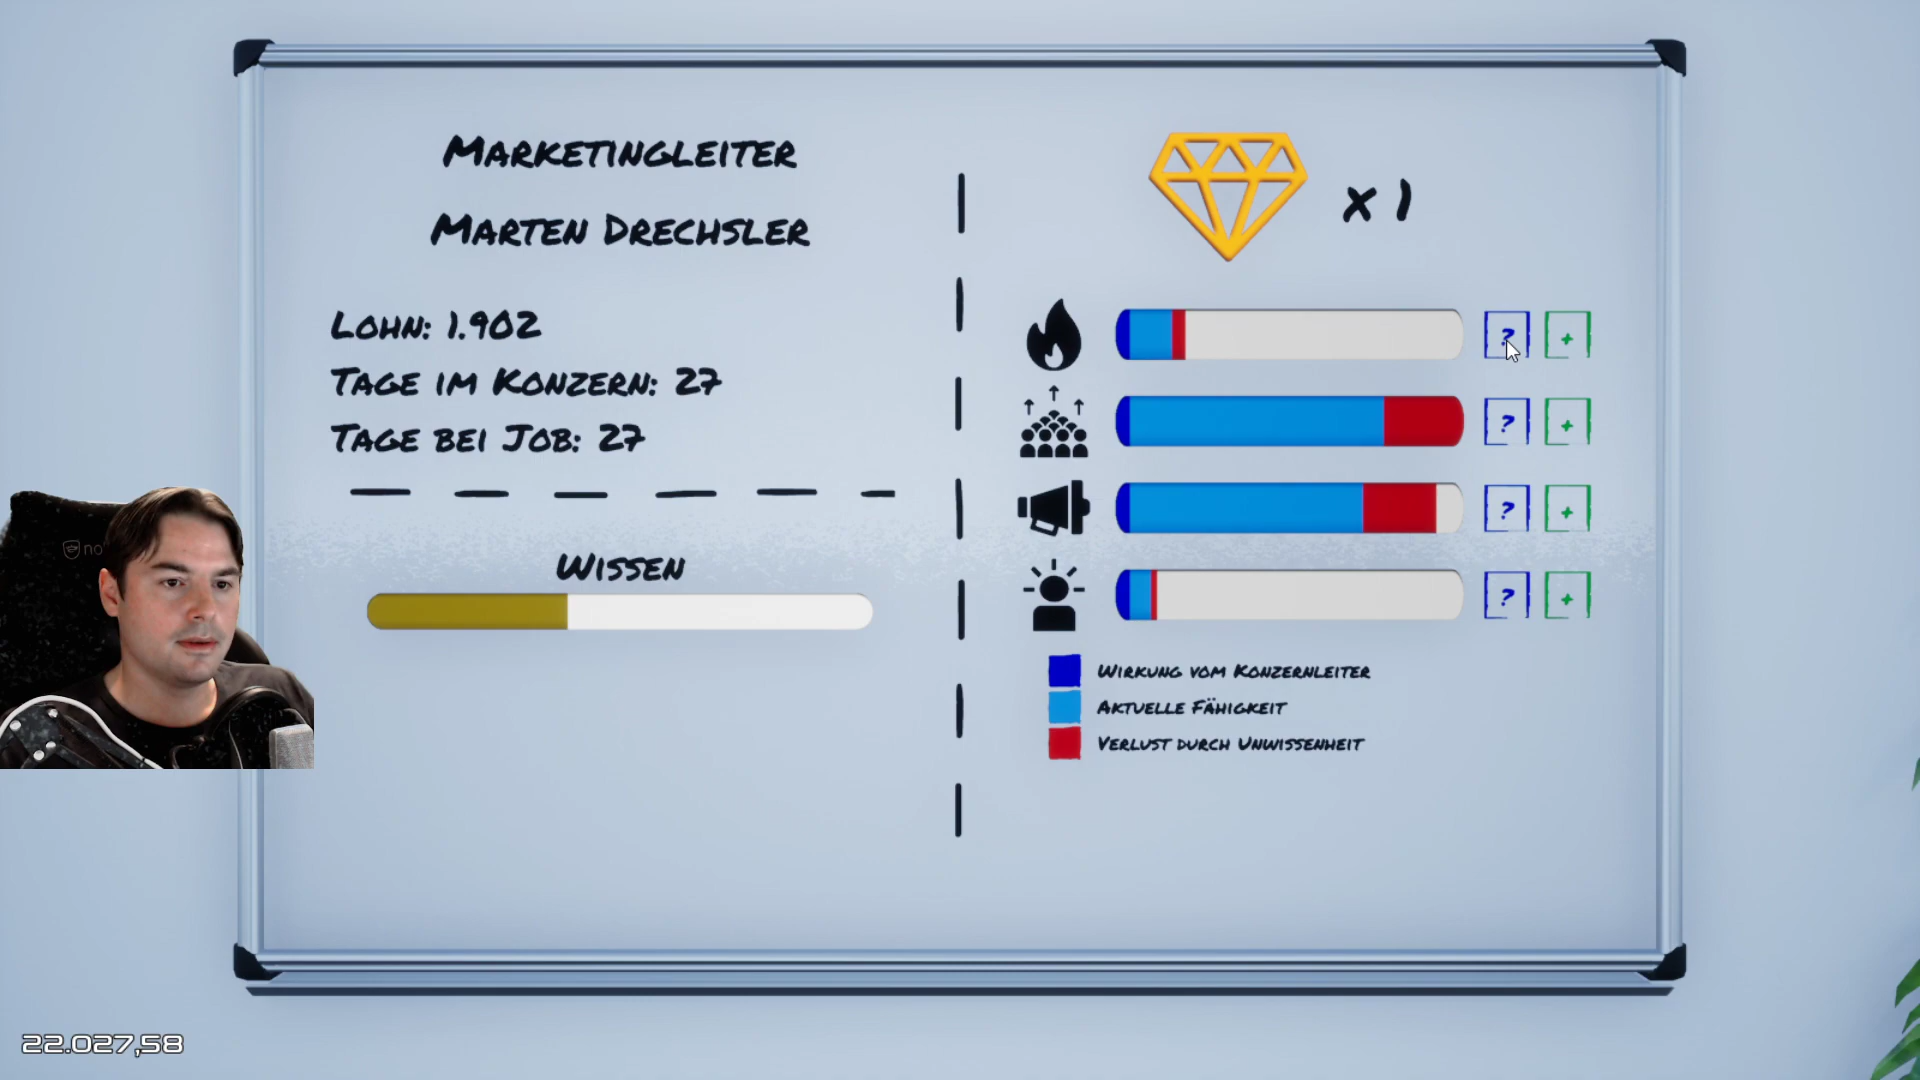 Marketingleiter
Marten Drechsler
Lohn: 1.902
Tage im Konzern: 27
Tage bei Job: 27
Wissen
x 1
? +
? +
? +
? +
Wirkung vom Konzernleiter
Aktuelle Fähigkeit
Verlust durch Unwissenheit
no
22.027,58